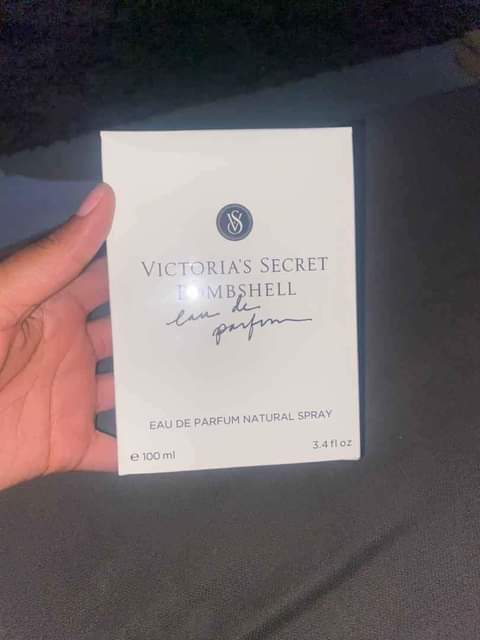 VS
VICTORIA'S SECRET
BOMBSHELL
eau de
parfum
EAU DE PARFUM NATURAL SPRAY
e 100 ml
3.4 fl oz